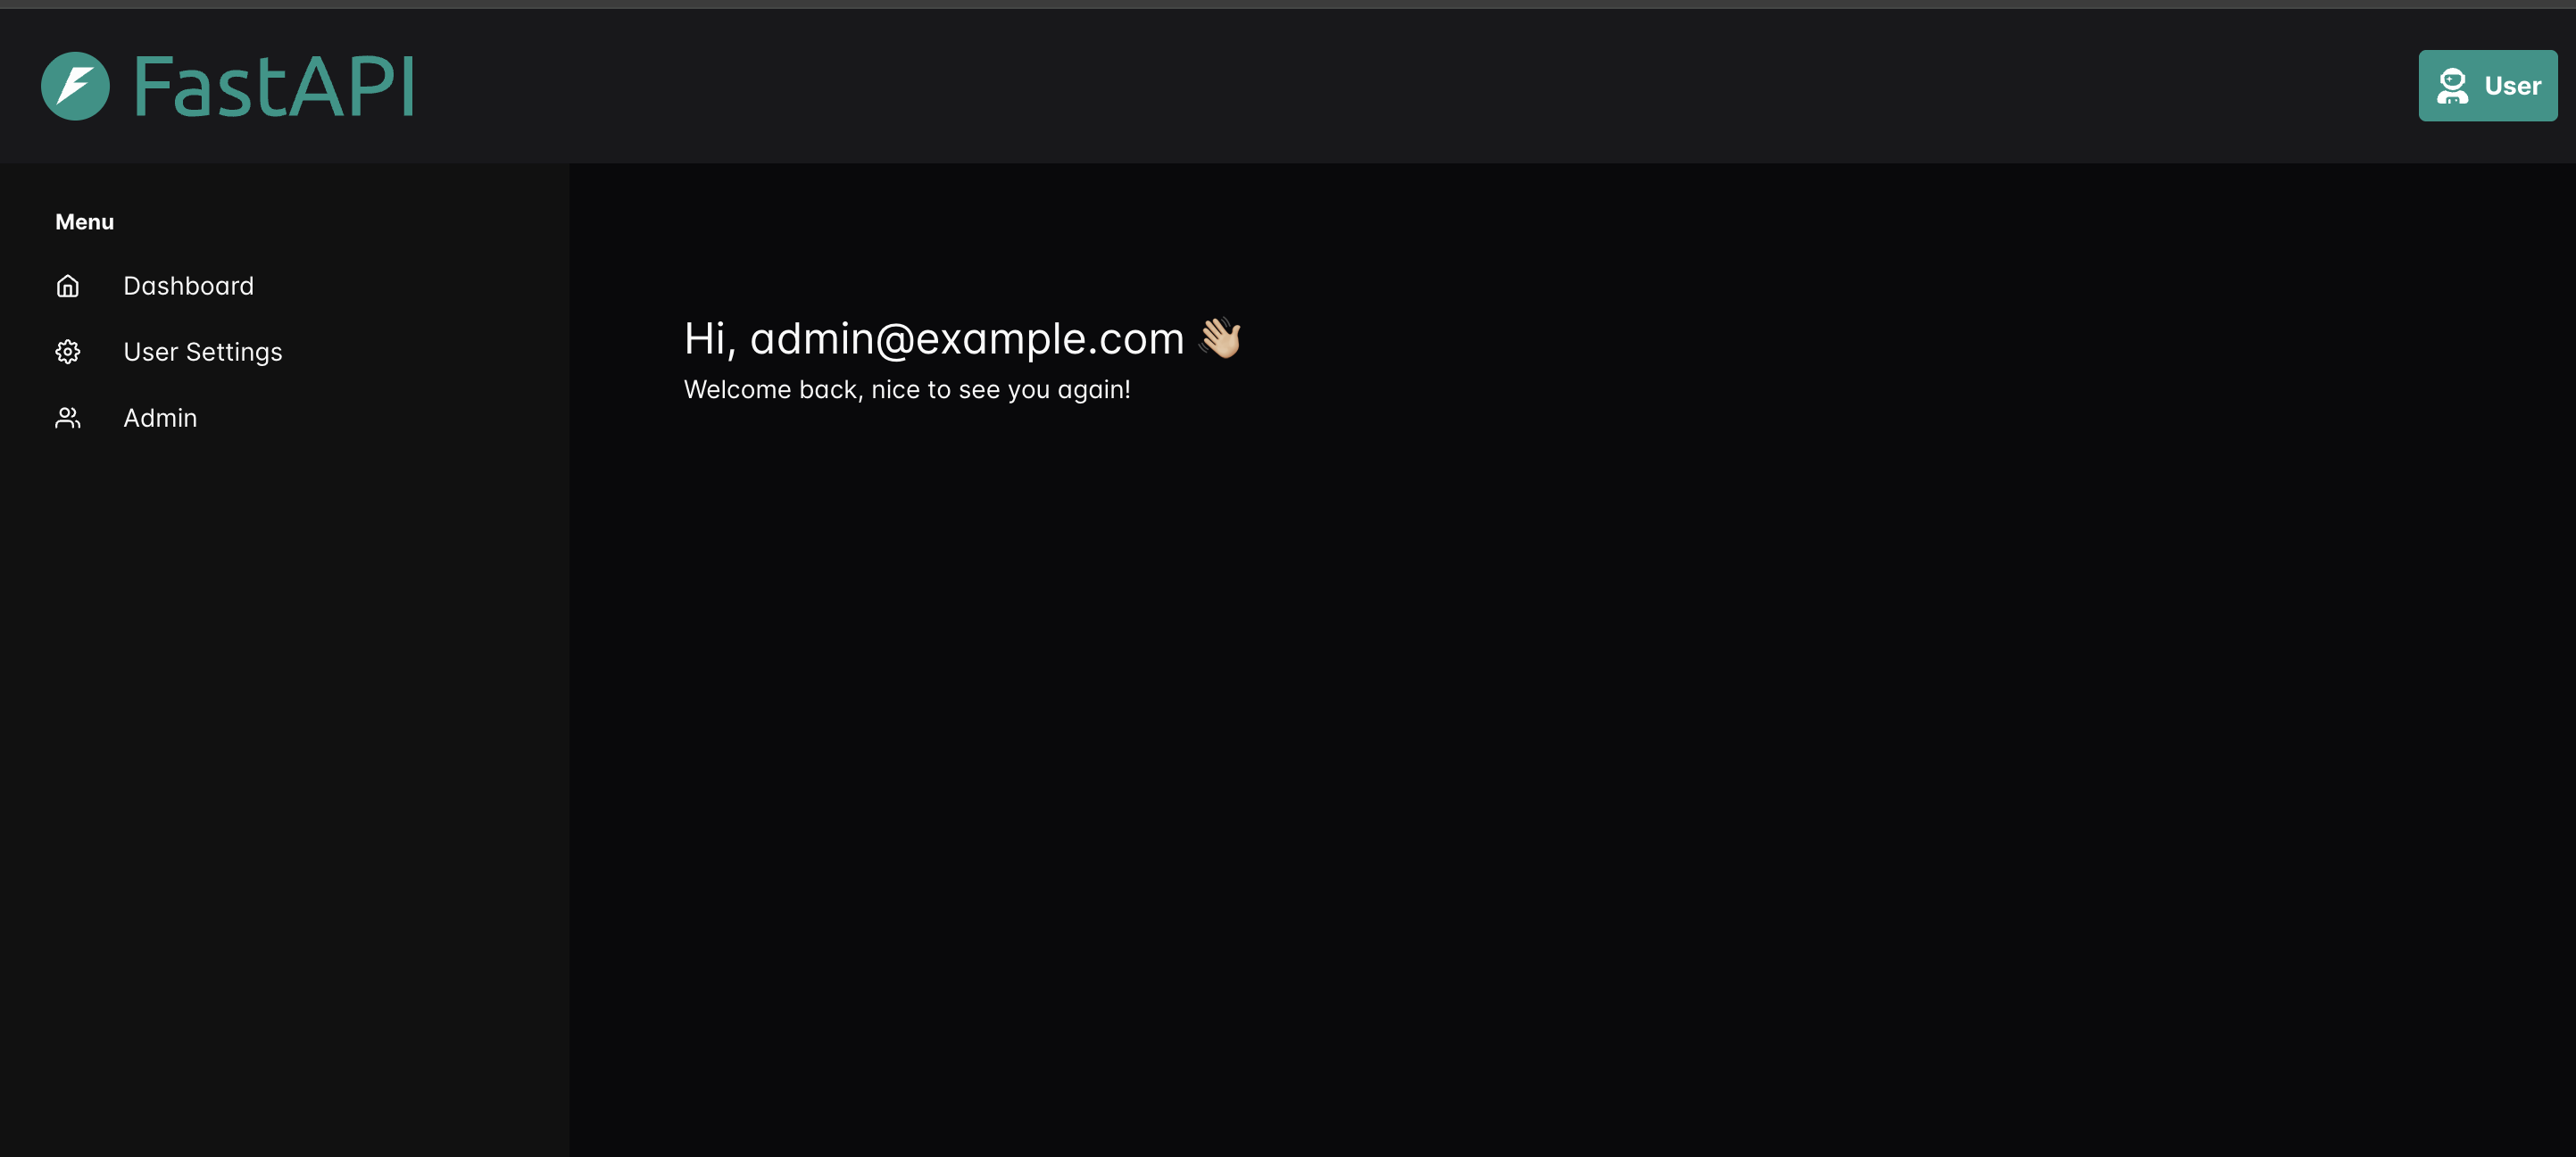 FastAPI
User
Menu
Dashboard
User Settings
Admin
Hi, admin@example.com 👋🏼
Welcome back, nice to see you again!